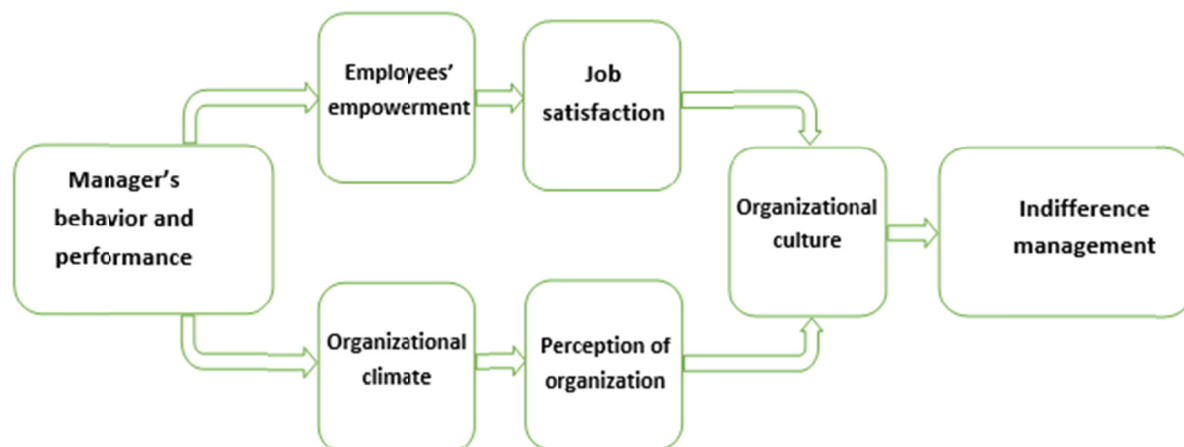 Employees'
empowerment
Job
satisfaction
Manager's
behavior and
performance
Organizational
culture
Indifference
management
Organizational
climate
Perception of
organization